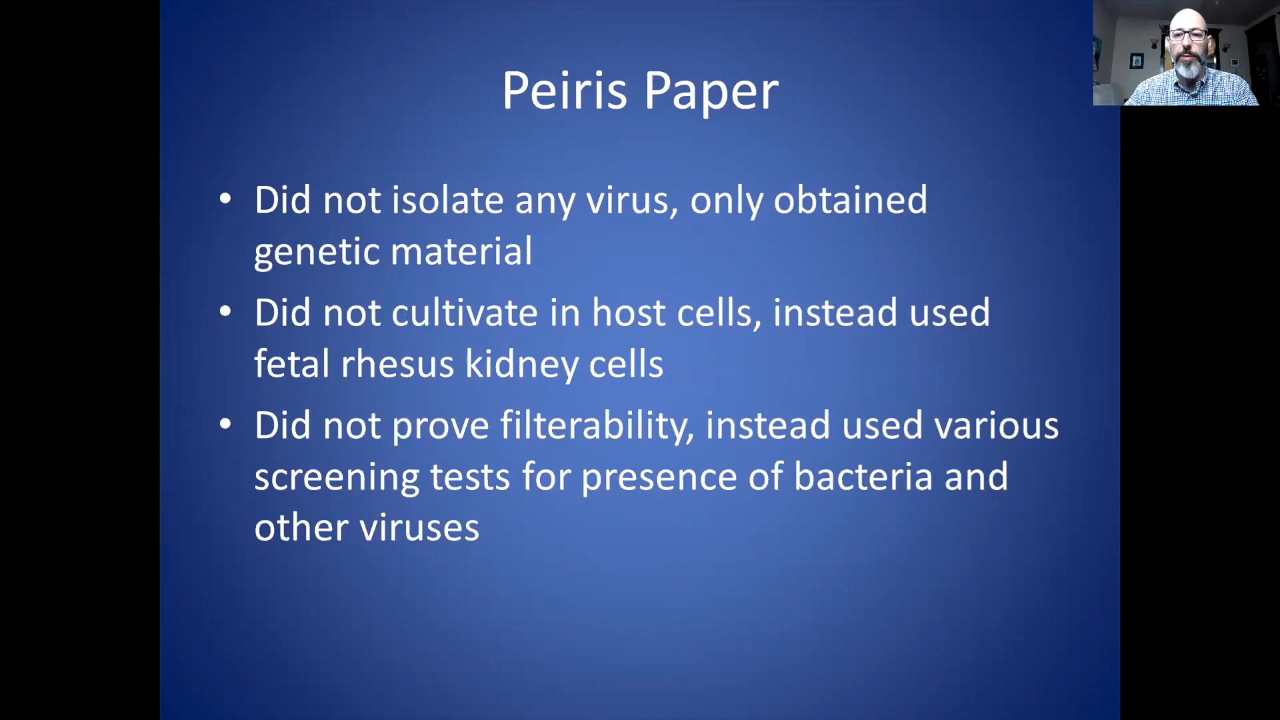 Peiris Paper
• Did not isolate any virus, only obtained
genetic material
• Did not cultivate in host cells, instead used
fetal rhesus kidney cells
• Did not prove filterability, instead used various
screening tests for presence of bacteria and
other viruses